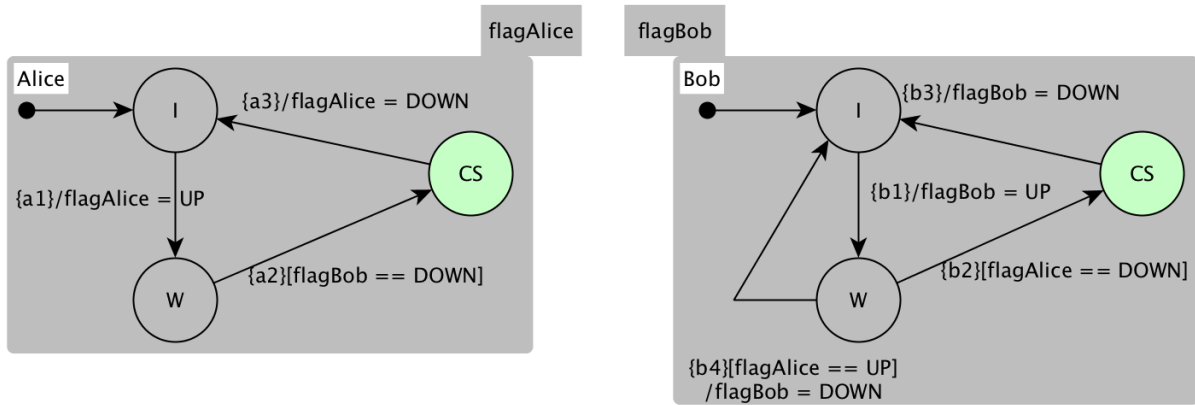 flagAlice
flagBob
Alice
I
{a3}/flagAlice = DOWN
CS
{a1}/flagAlice = UP
{a2}[flagBob == DOWN]
W
Bob
I
{b3}/flagBob = DOWN
CS
{b1}/flagBob = UP
{b2}[flagAlice == DOWN]
W
{b4}[flagAlice == UP]
/flagBob = DOWN